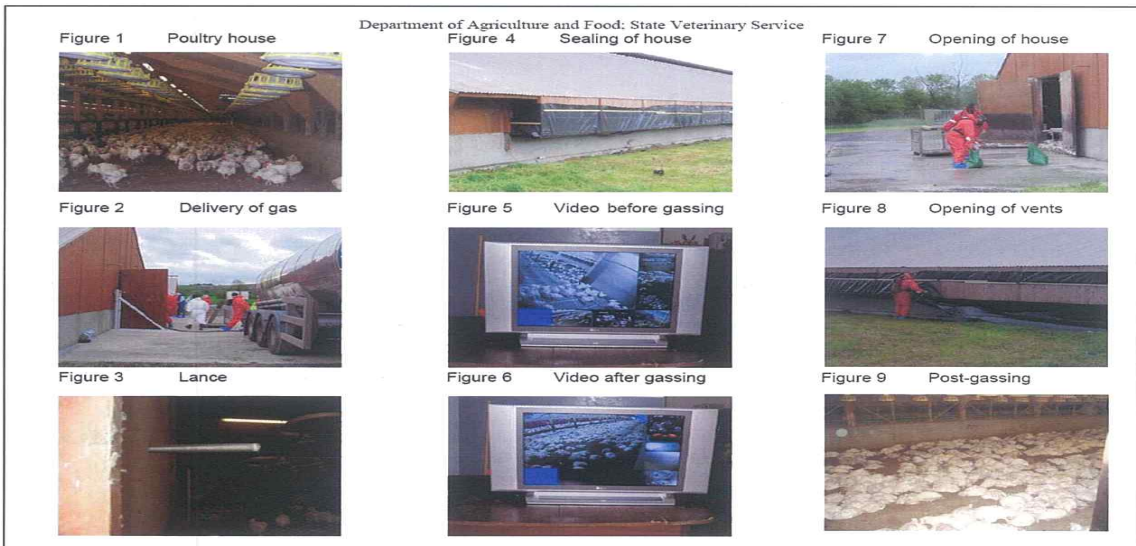 Department of Agriculture and Food: State Veterinary Service
Figure 1 Poultry house
Figure 4 Sealing of house
Figure 7 Opening of house
Figure 2 Delivery of gas
Figure 5 Video before gassing
Figure 8 Opening of vents
Figure 3 Lance
Figure 6 Video after gassing
Figure 9 Post-gassing